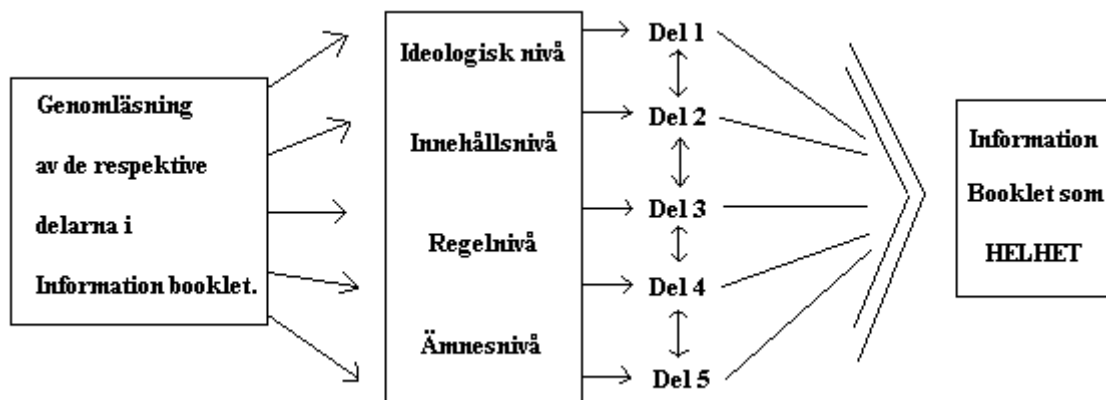 Genomläsning
av de respektive
delarna i
Information booklet.
Ideologisk nivå
Innehållsnivå
Regelnivå
Ämnesnivå
Del 1
Del 2
Del 3
Del 4
Del 5
Information
Booklet som
HELHET